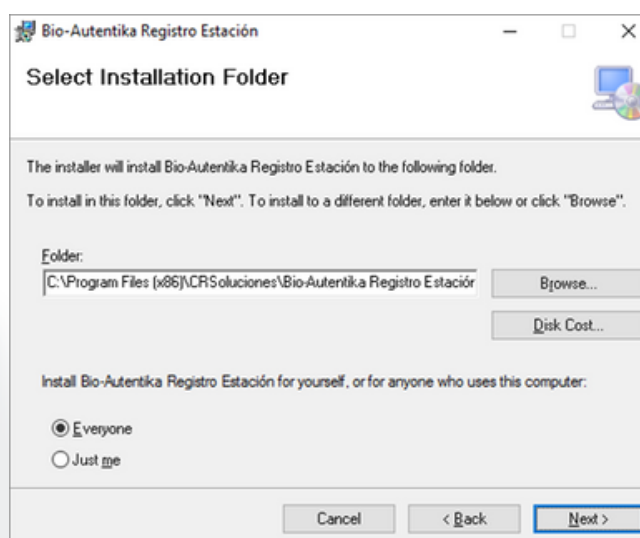 Bio-Autentika Registro Estación
Select Installation Folder
The installer will install Bio-Autentika Registro Estación to the following folder.
To install in this folder, click "Next". To install to a different folder, enter it below or click "Browse".
Folder:
C:\Program Files (x86)\CRSoluciones\Bio-Autentika Registro Estación
Browse...
Disk Cost...
Install Bio-Autentika Registro Estación for yourself, or for anyone who uses this computer:
Everyone
Just me
Cancel
< Back
Next >